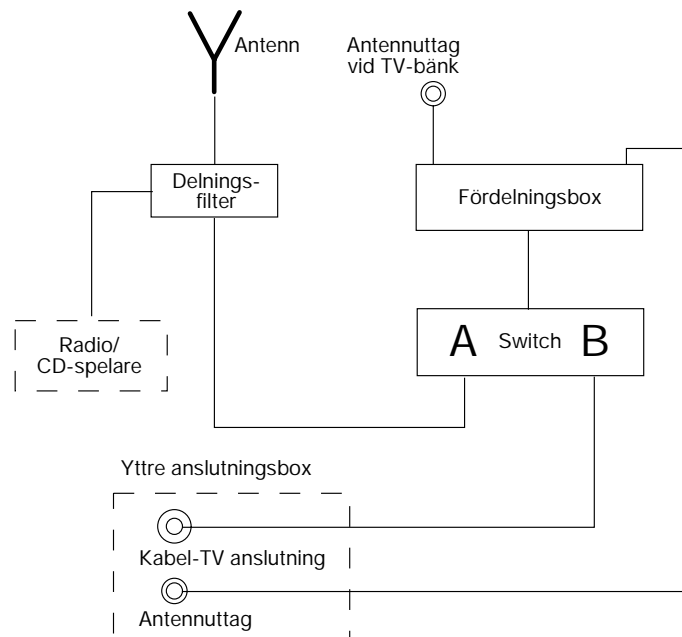 Antenn
Antennuttag
vid TV-bänk
Delnings-
filter
Fördelningsbox
A Switch B
Radio/
CD-spelare
Yttre anslutningsbox
Kabel-TV anslutning
Antennuttag